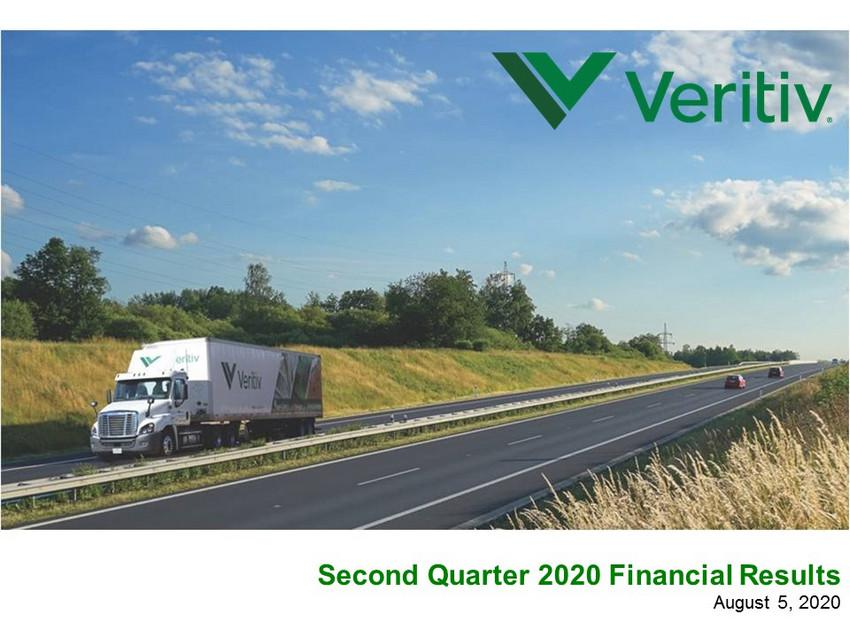 Veritiv®
Veritiv
Veritiv
Second Quarter 2020 Financial Results
August 5, 2020